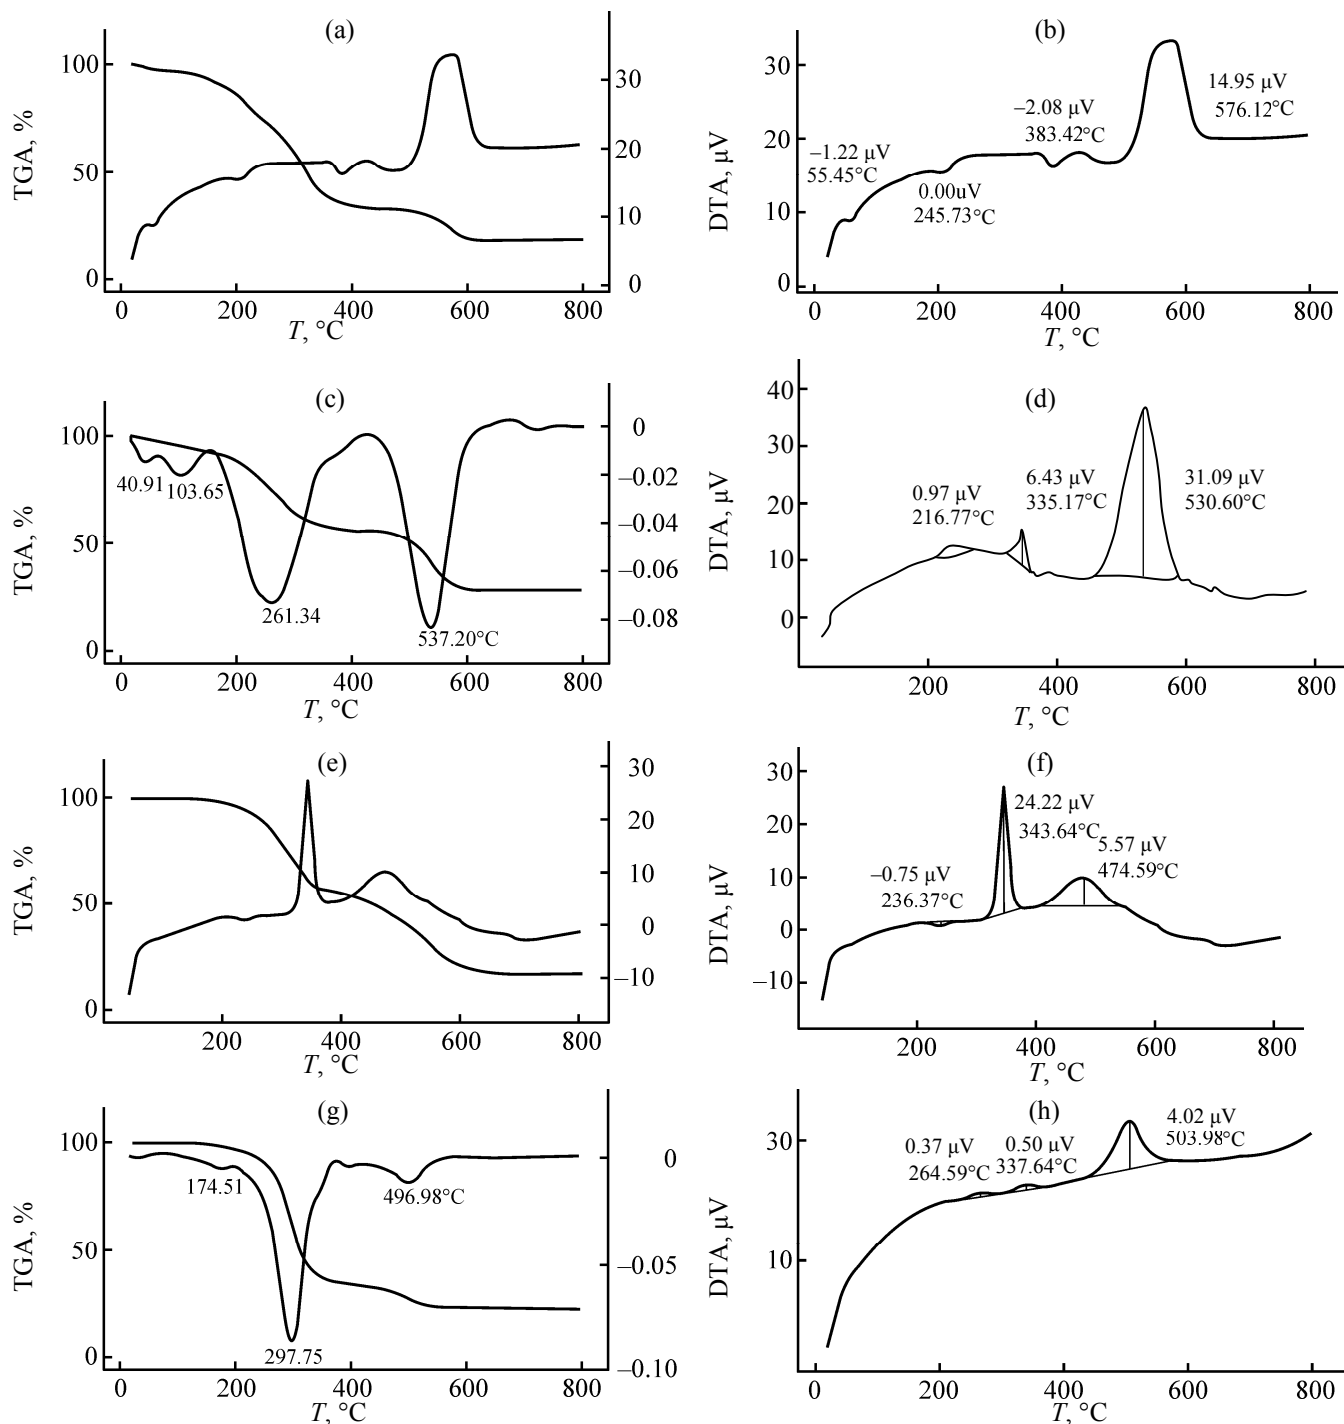 (a)
TGA, %
100
50
0
30
20
10
0
0 200 400 600 800
T, °C
(b)
DTA, μV
30
20
10
0
–1.22 μV
55.45°C
0.00uV
245.73°C
–2.08 μV
383.42°C
14.95 μV
576.12°C
0 200 400 600 800
T, °C
(c)
TGA, %
100
50
0
0
–0.02
–0.04
–0.06
–0.08
40.91
103.65
261.34
537.20°C
0 200 400 600 800
T, °C
(d)
DTA, μV
40
30
20
10
0
0.97 μV
216.77°C
6.43 μV
335.17°C
31.09 μV
530.60°C
200 400 600 800
T, °C
(e)
TGA, %
100
50
0
30
20
10
0
–10
200 400 600 800
T, °C
(f)
DTA, μV
30
20
10
0
–10
–0.75 μV
236.37°C
24.22 μV
343.64°C
5.57 μV
474.59°C
200 400 600 800
T, °C
(g)
TGA, %
100
50
0
0
–0.05
–0.10
174.51
297.75
496.98°C
0 200 400 600 800
T, °C
(h)
DTA, μV
30
10
0.37 μV
264.59°C
0.50 μV
337.64°C
4.02 μV
503.98°C
0 200 400 600 800
T, °C